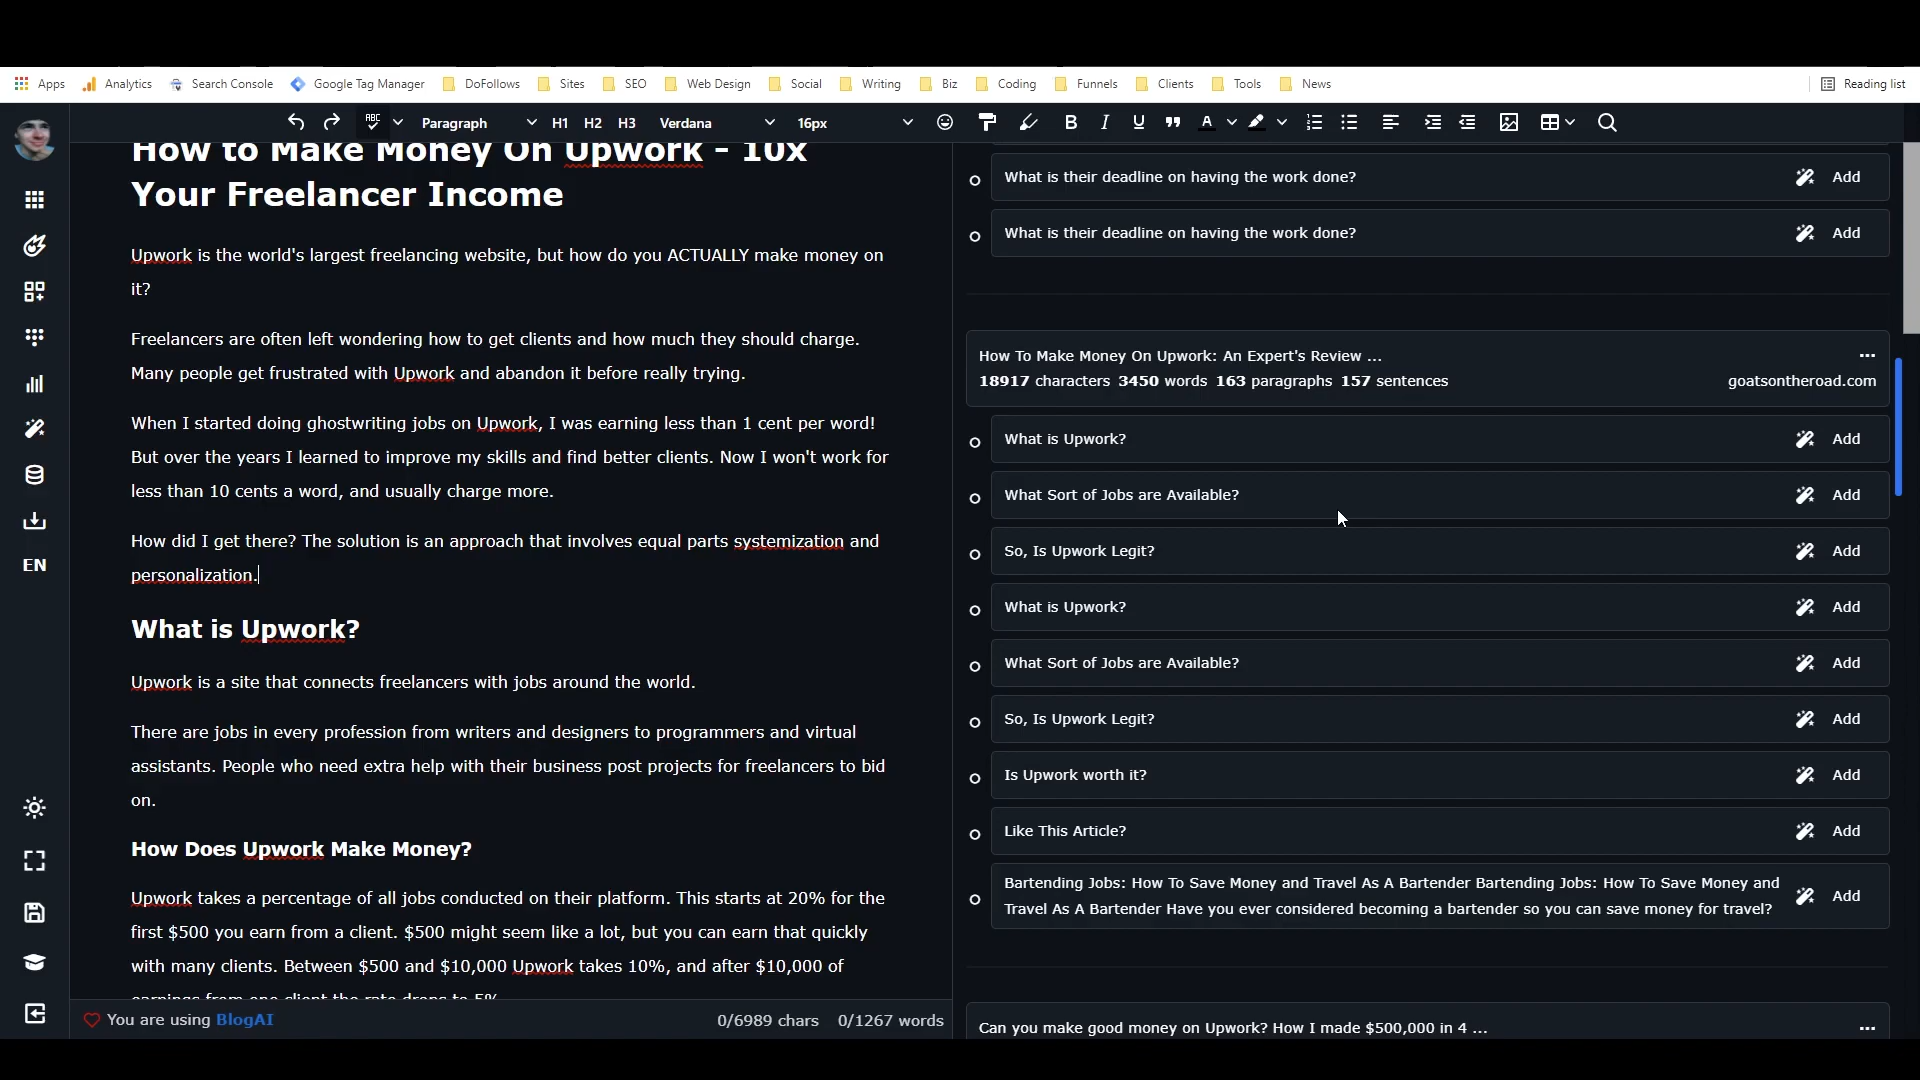 Apps Analytics Search Console Google Tag Manager DoFollows Sites SEO Web Design Social Writing Biz Coding Funnels Clients Tools News Reading list
ABC Paragraph H1 H2 H3 Verdana 16px B I U A
EN
How to Make Money On Upwork - 10x
Your Freelancer Income
Upwork is the world's largest freelancing website, but how do you ACTUALLY make money on
it?
Freelancers are often left wondering how to get clients and how much they should charge.
Many people get frustrated with Upwork and abandon it before really trying.
When I started doing ghostwriting jobs on Upwork, I was earning less than 1 cent per word!
But over the years I learned to improve my skills and find better clients. Now I won't work for
less than 10 cents a word, and usually charge more.
How did I get there? The solution is an approach that involves equal parts systemization and
personalization.
What is Upwork?
Upwork is a site that connects freelancers with jobs around the world.
There are jobs in every profession from writers and designers to programmers and virtual
assistants. People who need extra help with their business post projects for freelancers to bid
on.
How Does Upwork Make Money?
Upwork takes a percentage of all jobs conducted on their platform. This starts at 20% for the
first $500 you earn from a client. $500 might seem like a lot, but you can earn that quickly
with many clients. Between $500 and $10,000 Upwork takes 10%, and after $10,000 of
earnings from one client the rate drops to 5%
You are using BlogAI 0/6989 chars 0/1267 words
What is their deadline on having the work done? Add
What is their deadline on having the work done? Add
How To Make Money On Upwork: An Expert's Review ... ...
18917 characters 3450 words 163 paragraphs 157 sentences goatsontheroad.com
What is Upwork? Add
What Sort of Jobs are Available? Add
So, Is Upwork Legit? Add
What is Upwork? Add
What Sort of Jobs are Available? Add
So, Is Upwork Legit? Add
Is Upwork worth it? Add
Like This Article? Add
Bartending Jobs: How To Save Money and Travel As A Bartender Bartending Jobs: How To Save Money and
Travel As A Bartender Have you ever considered becoming a bartender so you can save money for travel? Add
Can you make good money on Upwork? How I made $500,000 in 4 ... ...